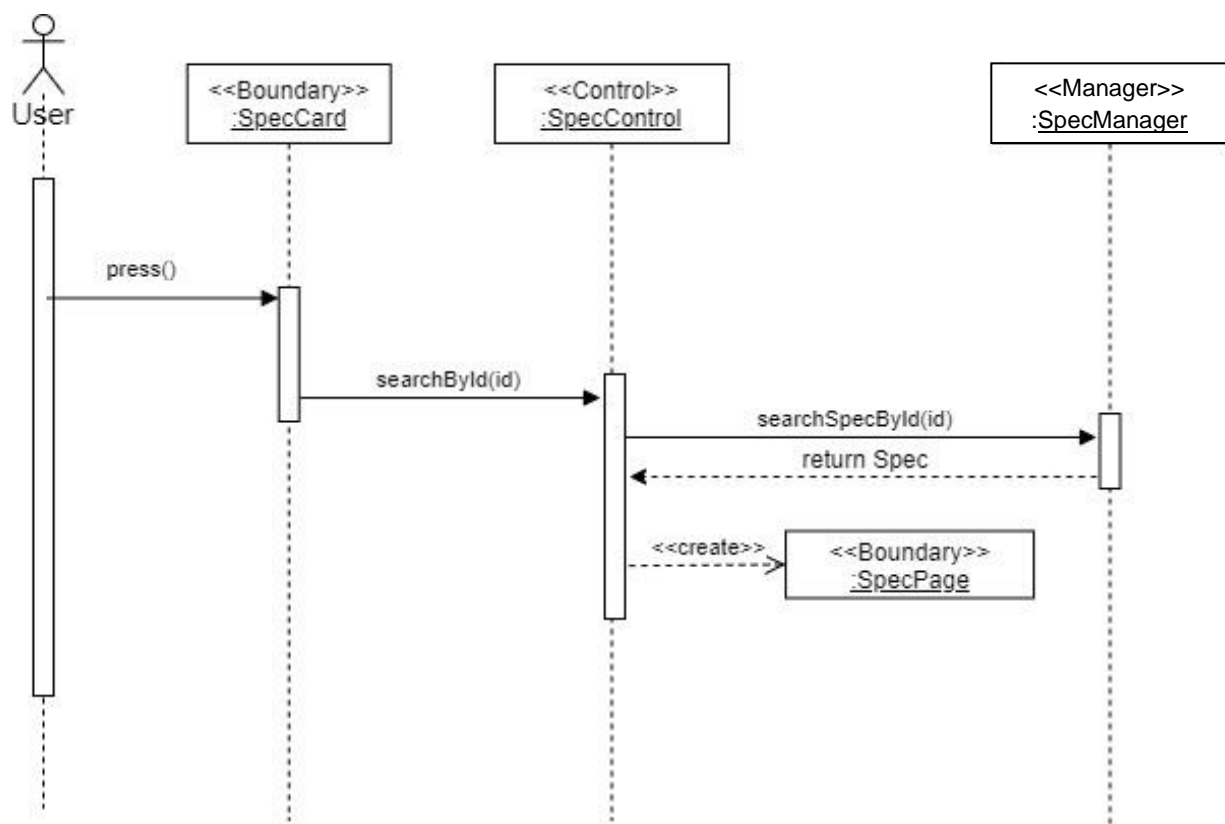 User
<<Boundary>>
:SpecCard
<<Control>>
:SpecControl
<<Manager>>
:SpecManager
press()
searchById(id)
searchSpecById(id)
return Spec
<<create>>
<<Boundary>>
:SpecPage